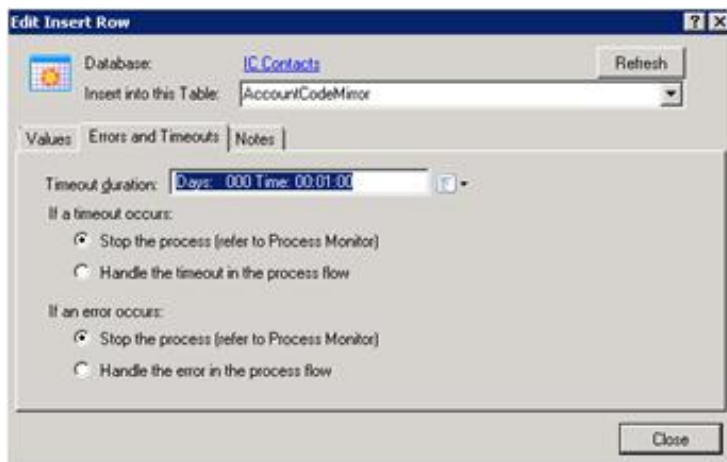 Edit Insert Row
Database: IC Contacts Refresh
Insert into this Table: AccountCodeMirror
Values Errors and Timeouts Notes
Timeout duration: Days: 000 Time: 00:01:00
If a timeout occurs:
Stop the process (refer to Process Monitor)
Handle the timeout in the process flow
If an error occurs:
Stop the process (refer to Process Monitor)
Handle the error in the process flow
Close